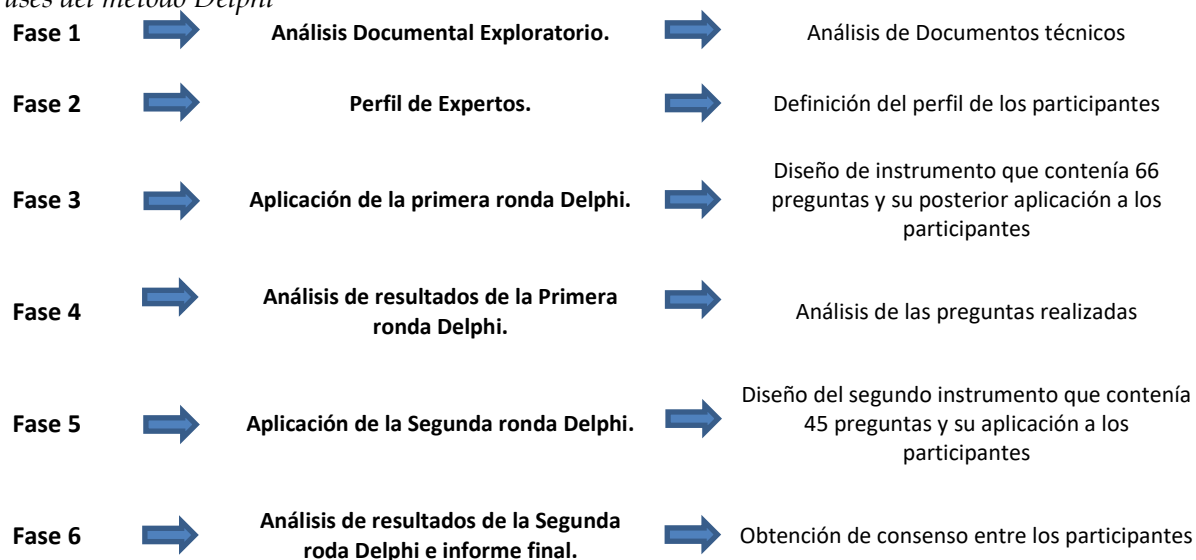 ases del método Delphi
Fase 1 Análisis Documental Exploratorio. Análisis de Documentos técnicos
Fase 2 Perfil de Expertos. Definición del perfil de los participantes
Fase 3 Aplicación de la primera ronda Delphi. Diseño de instrumento que contenía 66
preguntas y su posterior aplicación a los
participantes
Fase 4 Análisis de resultados de la Primera
ronda Delphi. Análisis de las preguntas realizadas
Fase 5 Aplicación de la Segunda ronda Delphi. Diseño del segundo instrumento que contenía
45 preguntas y su aplicación a los
participantes
Fase 6 Análisis de resultados de la Segunda
roda Delphi e informe final. Obtención de consenso entre los participantes